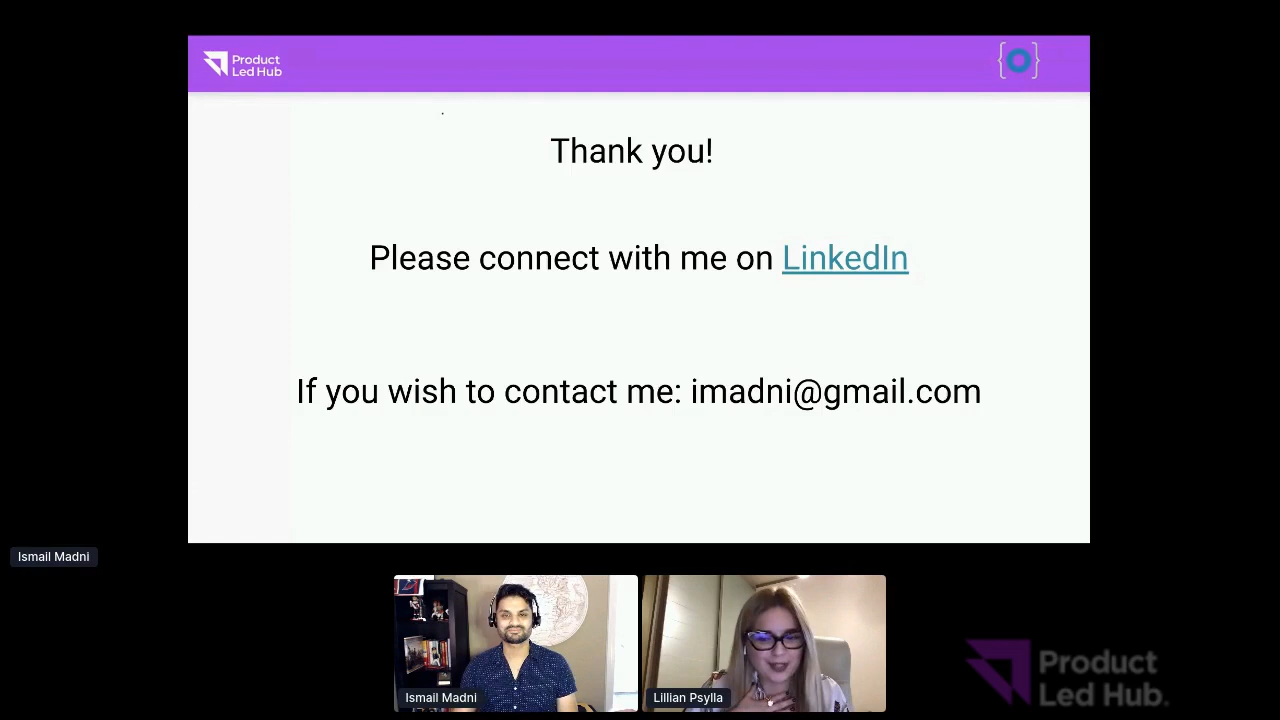 Product
Led Hub
Thank you!
Please connect with me on LinkedIn
If you wish to contact me: imadni@gmail.com
Ismail Madni
Ismail Madni
Lillian Psylla
Product
Led Hub.